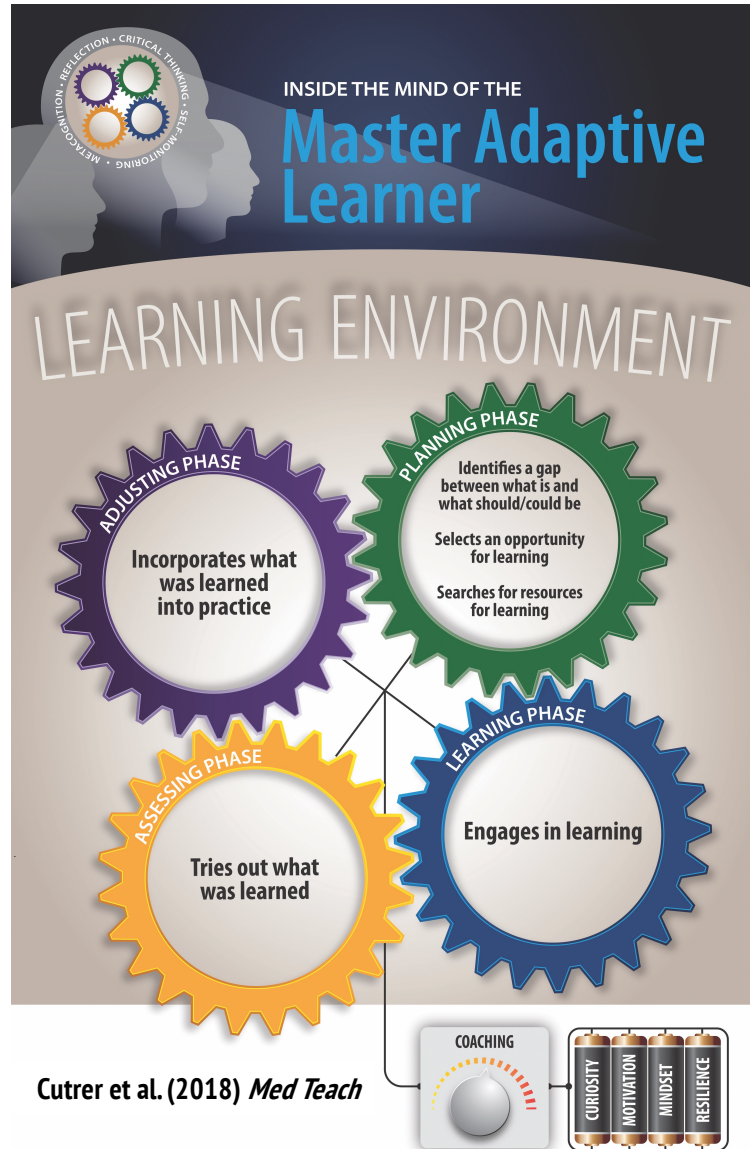 METACOGNITION • REFLECTION • CRITICAL THINKING • SELF-MONITORING •
INSIDE THE MIND OF THE
Master Adaptive
Learner
LEARNING ENVIRONMENT
ADJUSTING PHASE
Incorporates what
was learned
into practice
PLANNING PHASE
Identifies a gap
between what is and
what should/could be
Selects an opportunity
for learning
Searches for resources
for learning
ASSESSING PHASE
Tries out what
was learned
LEARNING PHASE
Engages in learning
COACHING
CURIOSITY
MOTIVATION
MINDSET
RESILIENCE
Cutrer et al. (2018) Med Teach